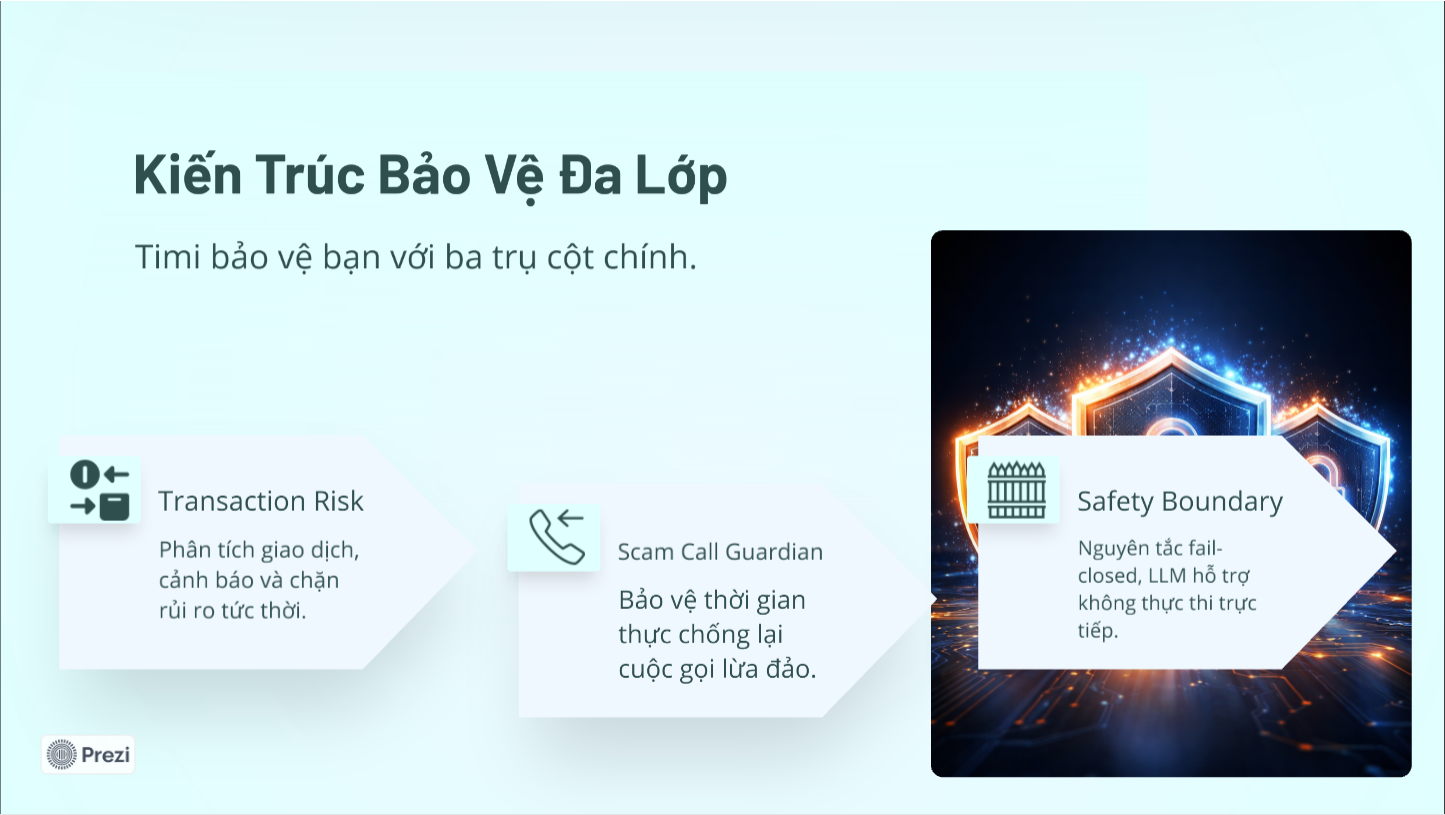 Kiến Trúc Bảo Vệ Đa Lớp
Timi bảo vệ bạn với ba trụ cột chính.
Transaction Risk
Phân tích giao dịch,
cảnh báo và chặn
rủi ro tức thời.
Scam Call Guardian
Bảo vệ thời gian
thực chống lại
cuộc gọi lừa đảo.
Safety Boundary
Nguyên tắc fail-
closed, LLM hỗ trợ
không thực thi trực
tiếp.
Prezi